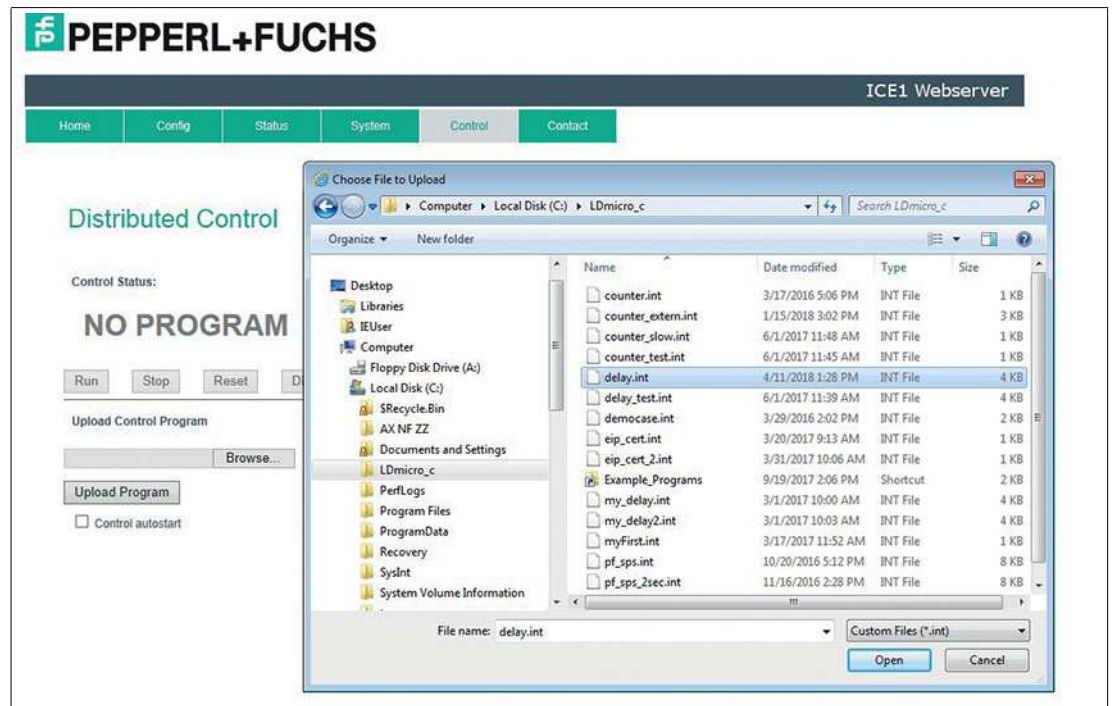 PEPPERL+FUCHS
ICE1 Webserver
Home Config Status System Control Contact
Distributed Control
Control Status:
NO PROGRAM
Run Stop Reset
Upload Control Program
Browse...
Upload Program
Control autostart
Choose File to Upload
Computer Local Disk (C:) LDmicro_c
Search LDmicro_c
Organize New folder
Desktop
Libraries
IEUser
Computer
Floppy Disk Drive (A:)
Local Disk (C:)
$Recycle.Bin
AX NF ZZ
Documents and Settings
LDmicro_c
PerfLogs
Program Files
ProgramData
Recovery
SysInt
System Volume Information
Name Date modified Type Size
counter.int 3/17/2016 5:06 PM INT File 1 KB
counter_extern.int 1/15/2018 3:02 PM INT File 3 KB
counter_slow.int 6/1/2017 11:48 AM INT File 1 KB
counter_test.int 6/1/2017 11:45 AM INT File 1 KB
delay.int 4/11/2018 1:28 PM INT File 4 KB
delay_test.int 6/1/2017 11:39 AM INT File 4 KB
democase.int 3/29/2016 2:02 PM INT File 2 KB
eip_cert.int 3/20/2017 9:13 AM INT File 1 KB
eip_cert_2.int 3/31/2017 10:06 AM INT File 1 KB
Example_Programs 9/19/2017 2:06 PM Shortcut 2 KB
my_delay.int 3/1/2017 10:00 AM INT File 4 KB
my_delay2.int 3/1/2017 10:03 AM INT File 4 KB
myFirst.int 3/17/2017 11:52 AM INT File 1 KB
pf_sps.int 10/20/2016 5:12 PM INT File 8 KB
pf_sps_2sec.int 11/16/2016 2:28 PM INT File 8 KB
File name: delay.int
Custom Files (*.int)
Open Cancel